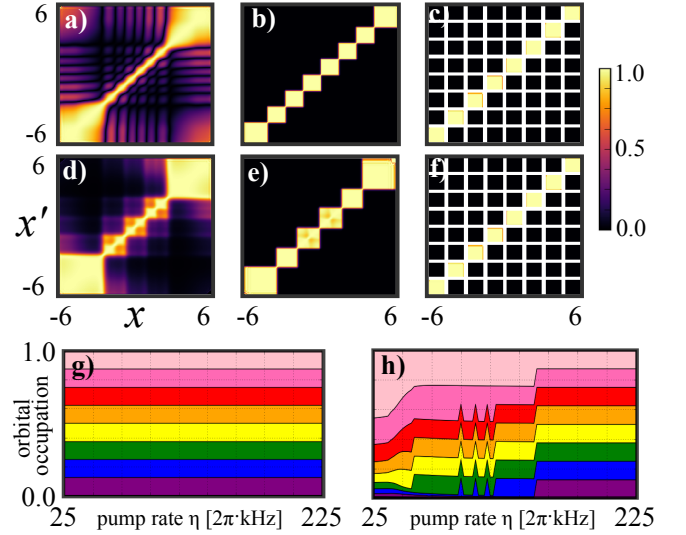 6 a) b) c)
1.0
-6 0.5
6 d) e) f)
0.0
x′
-6
-6 x 6 -6 6 -6 6
1.0 g) h)
orbital
occupation
0.0
25 pump rate η [2π·kHz] 225 25 pump rate η [2π·kHz] 225